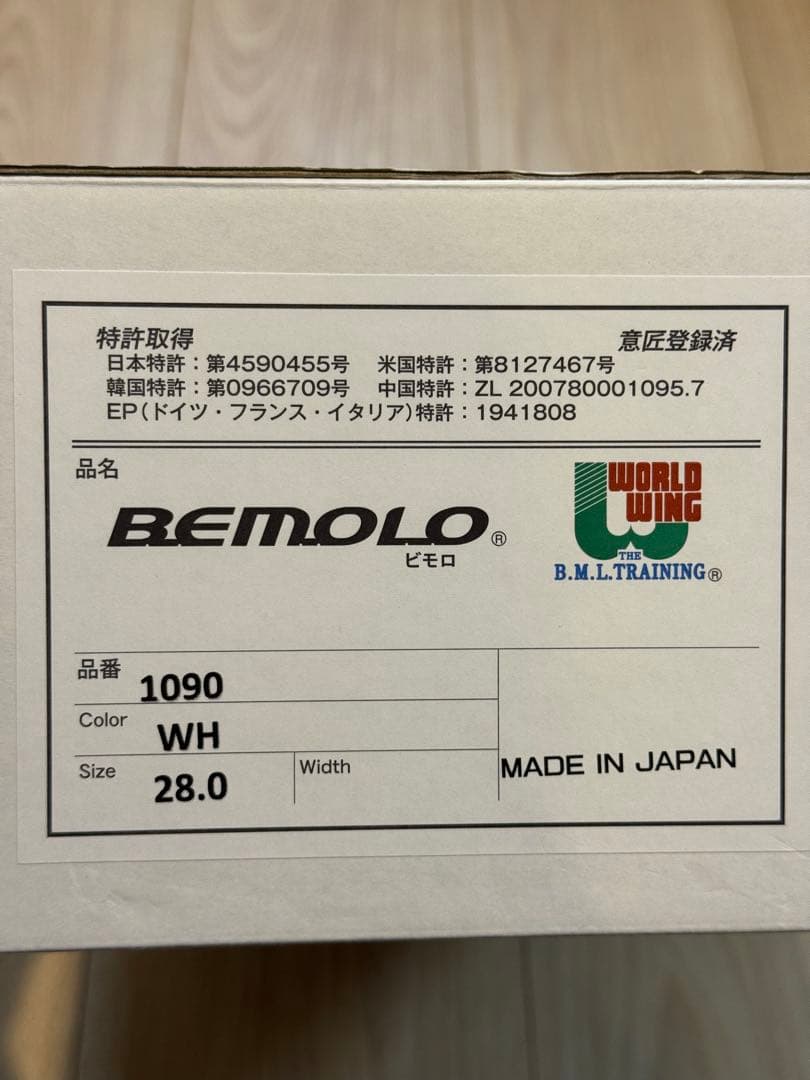 特許取得 意匠登録済
日本特許：第4590455号 米国特許：第8127467号
韓国特許：第0966709号 中国特許：ZL 200780001095.7
EP（ドイツ・フランス・イタリア）特許：1941808
品名
BEMOLO®
ビモロ
WORLD
WING
THE
B.M.L.TRAINING®
品番 1090
Color WH
Size 28.0 Width
MADE IN JAPAN